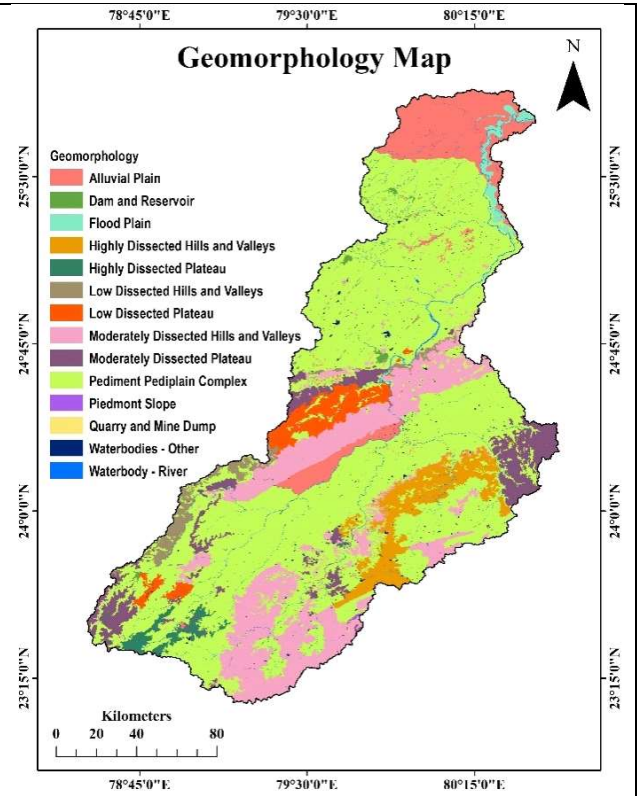 78°45'0"E 79°30'0"E 80°15'0"E
Geomorphology Map
N
Geomorphology
Alluvial Plain
Dam and Reservoir
Flood Plain
Highly Dissected Hills and Valleys
Highly Dissected Plateau
Low Dissected Hills and Valleys
Low Dissected Plateau
Moderately Dissected Hills and Valleys
Moderately Dissected Plateau
Pediment Pediplain Complex
Piedmont Slope
Quarry and Mine Dump
Waterbodies - Other
Waterbody - River
25°30'0"N
24°45'0"N
24°0'0"N
23°15'0"N
25°30'0"N
24°45'0"N
24°0'0"N
23°15'0"N
Kilometers
0 20 40 80
78°45'0"E 79°30'0"E 80°15'0"E